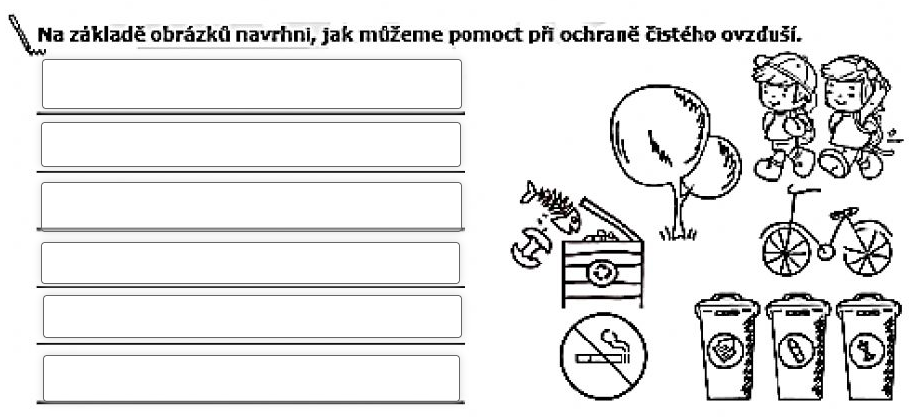 Na základě obrázků navrhni, jak můžeme pomoct při ochraně čistého ovzduší.